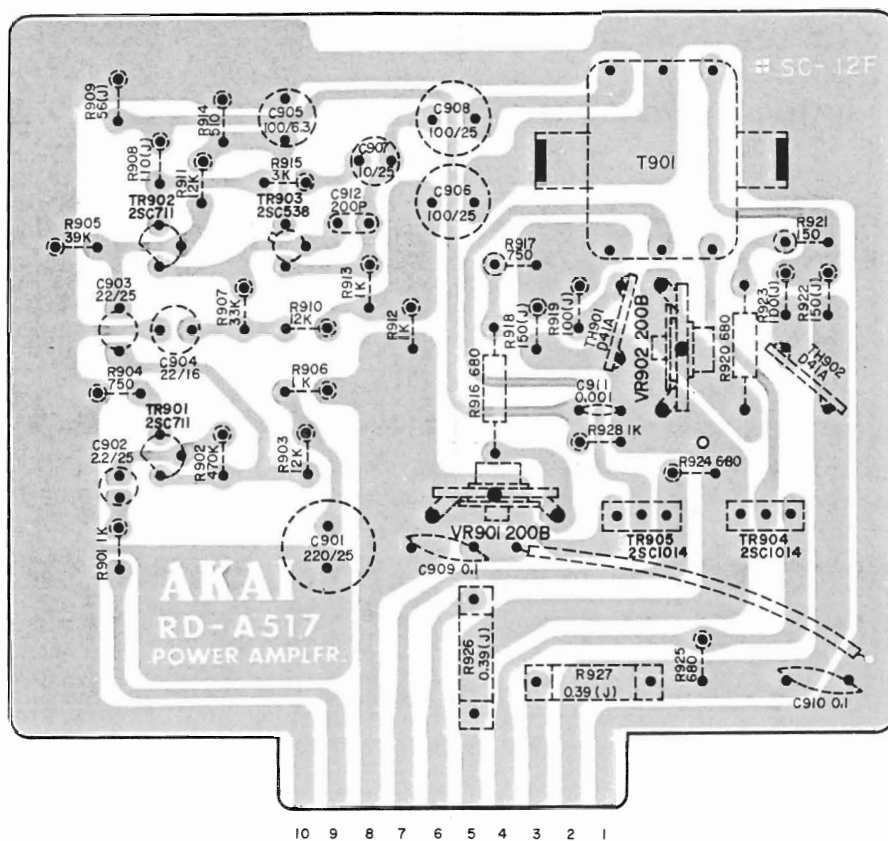 SC-12F
R909
56(J)
R914
510
C905
100/6.3
C908
100/25
R908
110(J)
R911
12K
R915
3K
C907
10/25
T901
TR902
2SC711
TR903
2SC538
C912
200P
C906
100/25
R905
39K
R917
750
R921
150
C903
22/25
R907
33K
R910
12K
R913
1K
R912
1K
R918
150(J)
R919
100(J)
TH901
D41A
VR902 200B
R920 680
R923
100(J)
R922
150(J)
C904
22/16
R904
750
R906
1K
R916 680
C911
0.001
TH902
D41A
TR901
2SC711
R928 1K
C902
2.2/25
R902
470K
R903
12K
R924 680
R901 1K
C901
220/25
VR901 200B
TR905
2SC1014
TR904
2SC1014
C909 0.1
AKAI
RD-A517
POWER AMPLFR.
R926
0.39(J)
R927
0.39(J)
R925
680
C910 0.1
10 9 8 7 6 5 4 3 2 1